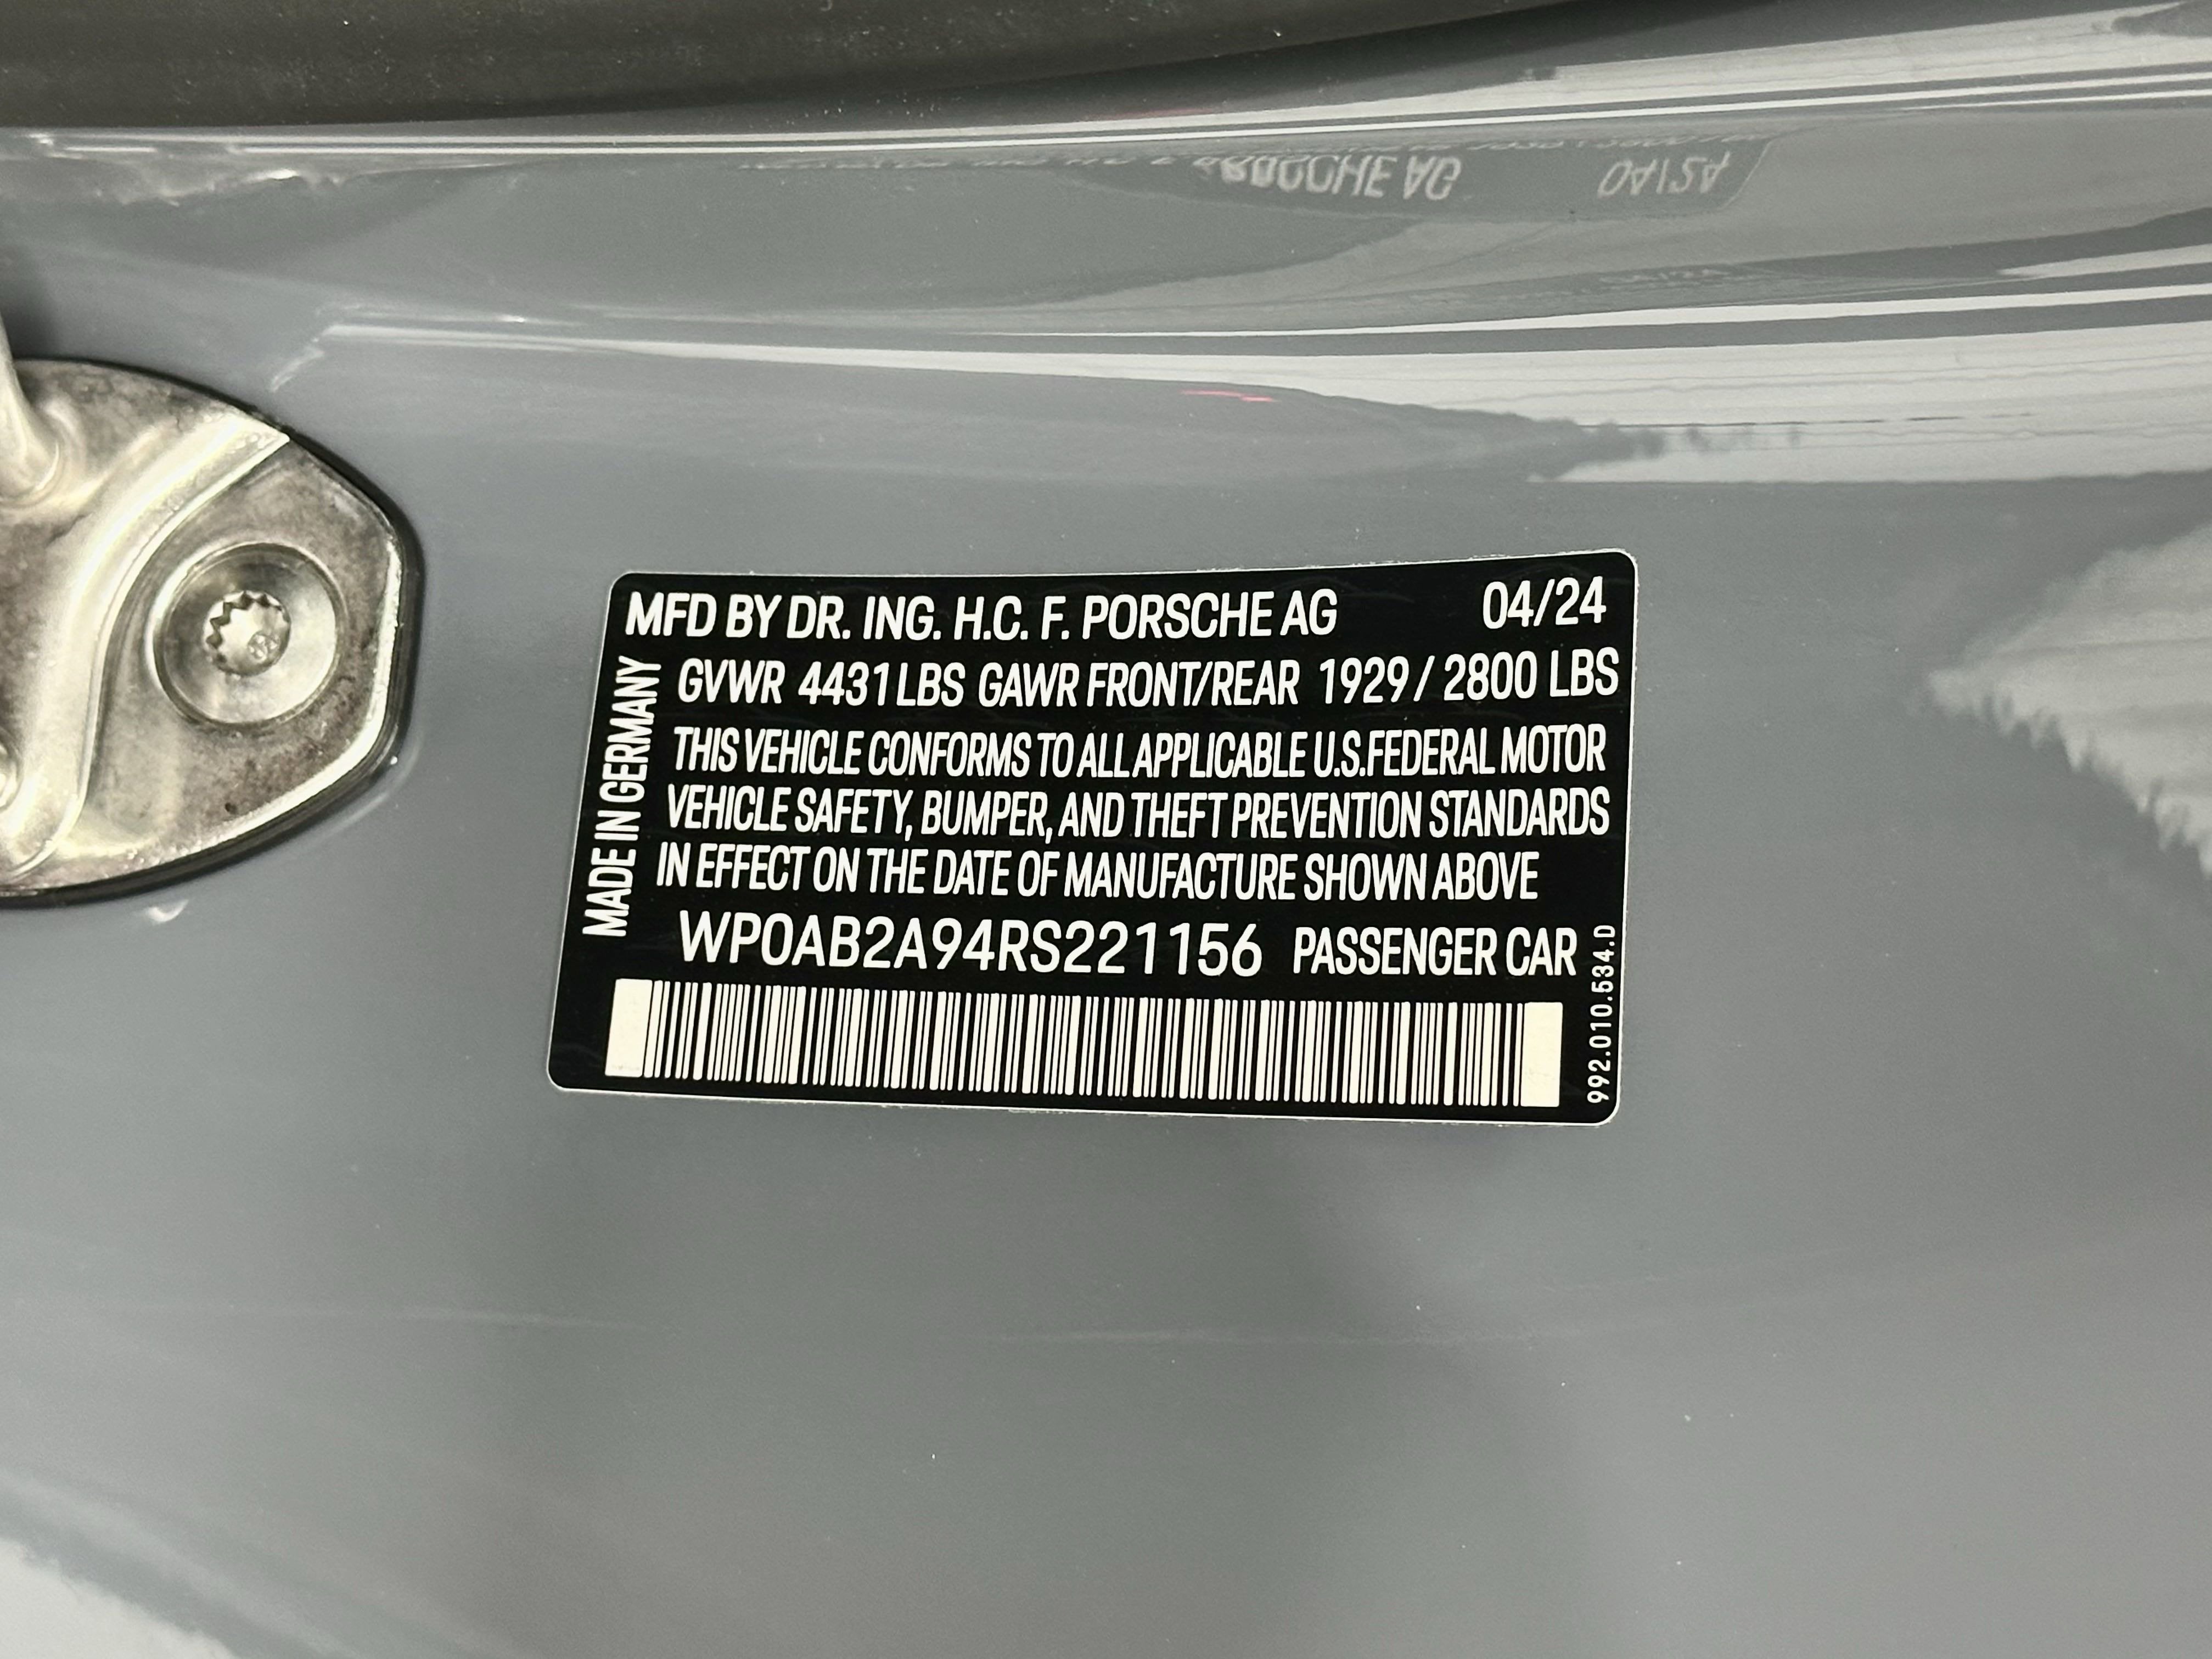 MFD BY DR. ING. H.C. F. PORSCHE AG 04/24
GVWR 4431 LBS GAWR FRONT/REAR 1929 / 2800 LBS
THIS VEHICLE CONFORMS TO ALL APPLICABLE U.S.FEDERAL MOTOR
VEHICLE SAFETY, BUMPER, AND THEFT PREVENTION STANDARDS
IN EFFECT ON THE DATE OF MANUFACTURE SHOWN ABOVE
WP0AB2A94RS221156 PASSENGER CAR
MADE IN GERMANY
992.010.534.D